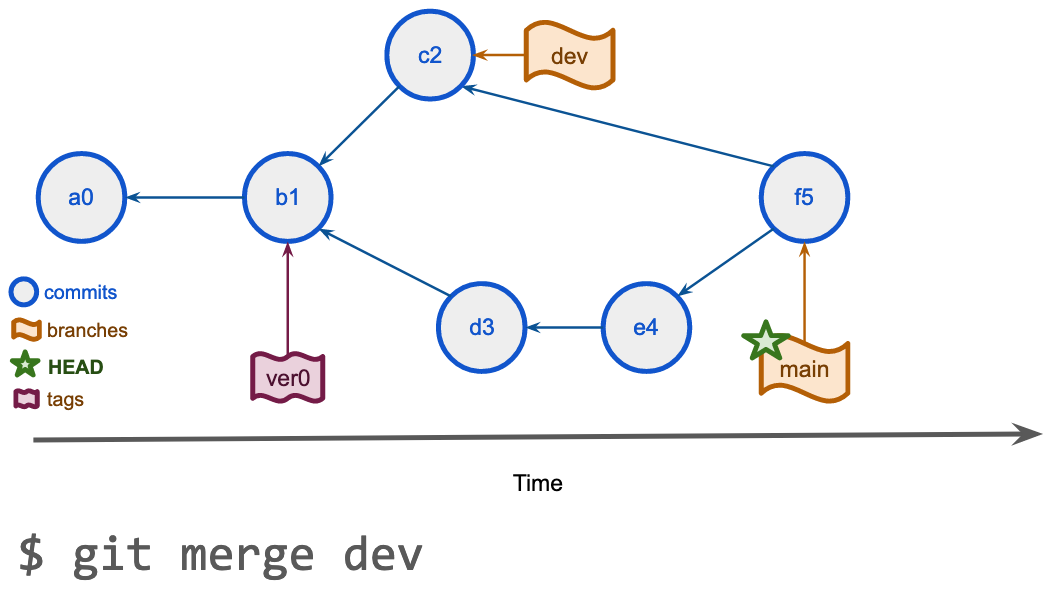 c2
dev
a0
b1
f5
d3
e4
commits
branches
HEAD
tags
ver0
main
Time
$ git merge dev